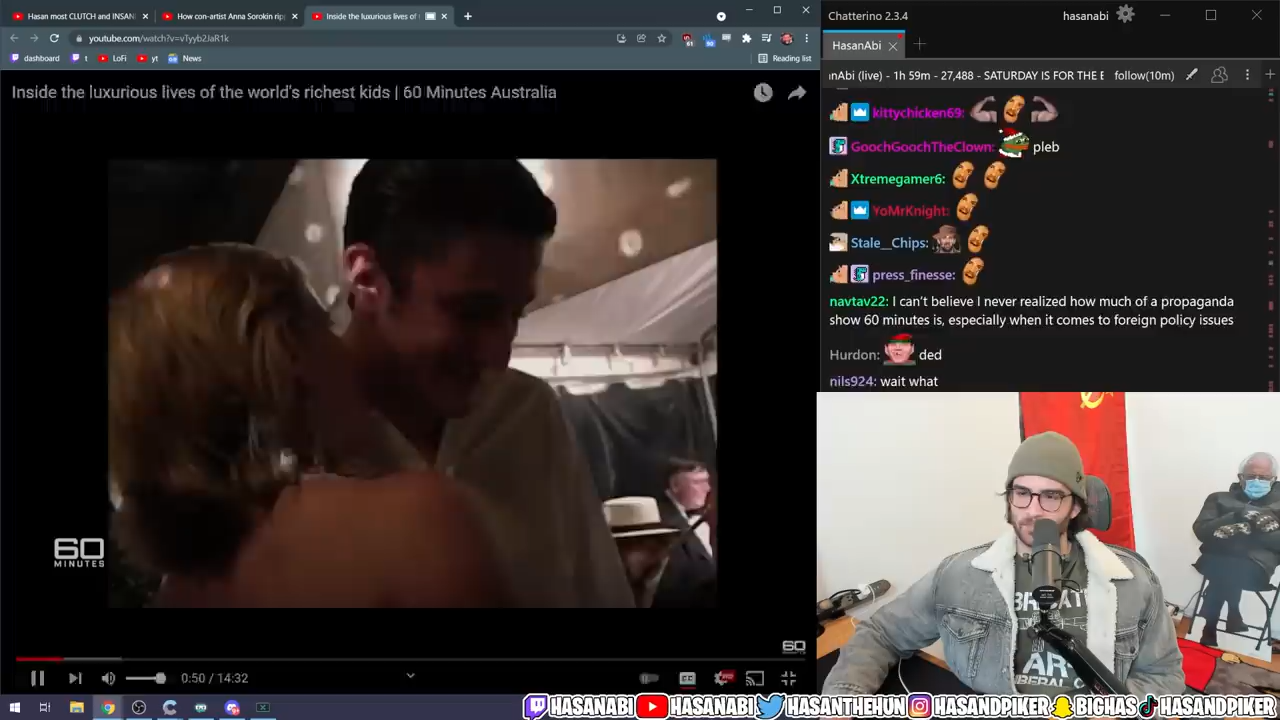 Hasan most CLUTCH and INSAN
How con-artist Anna Sorokin rip
Inside the luxurious lives of
youtube.com/watch?v=vTyyb2JaR1k
61
dashboard
t
LoFi
yt
News
Reading list
Inside the luxurious lives of the world's richest kids | 60 Minutes Australia
60
MINUTES
60
0:50 / 14:32
CC
Chatterino 2.3.4
hasanabi
HasanAbi
nAbi (live) - 1h 59m - 27,488 - SATURDAY IS FOR THE E
follow(10m)
kittychicken69:
GoochGoochTheClown: pleb
Xtremegamer6:
YoMrKnight:
Stale__Chips:
press_finesse:
navtav22: I can't believe I never realized how much of a propaganda
show 60 minutes is, especially when it comes to foreign policy issues
Hurdon: ded
nils924: wait what
HASANABI
HASANABI
HASANTHEHUN
HASANDPIKER
BIGHAS
HASANDPIKER